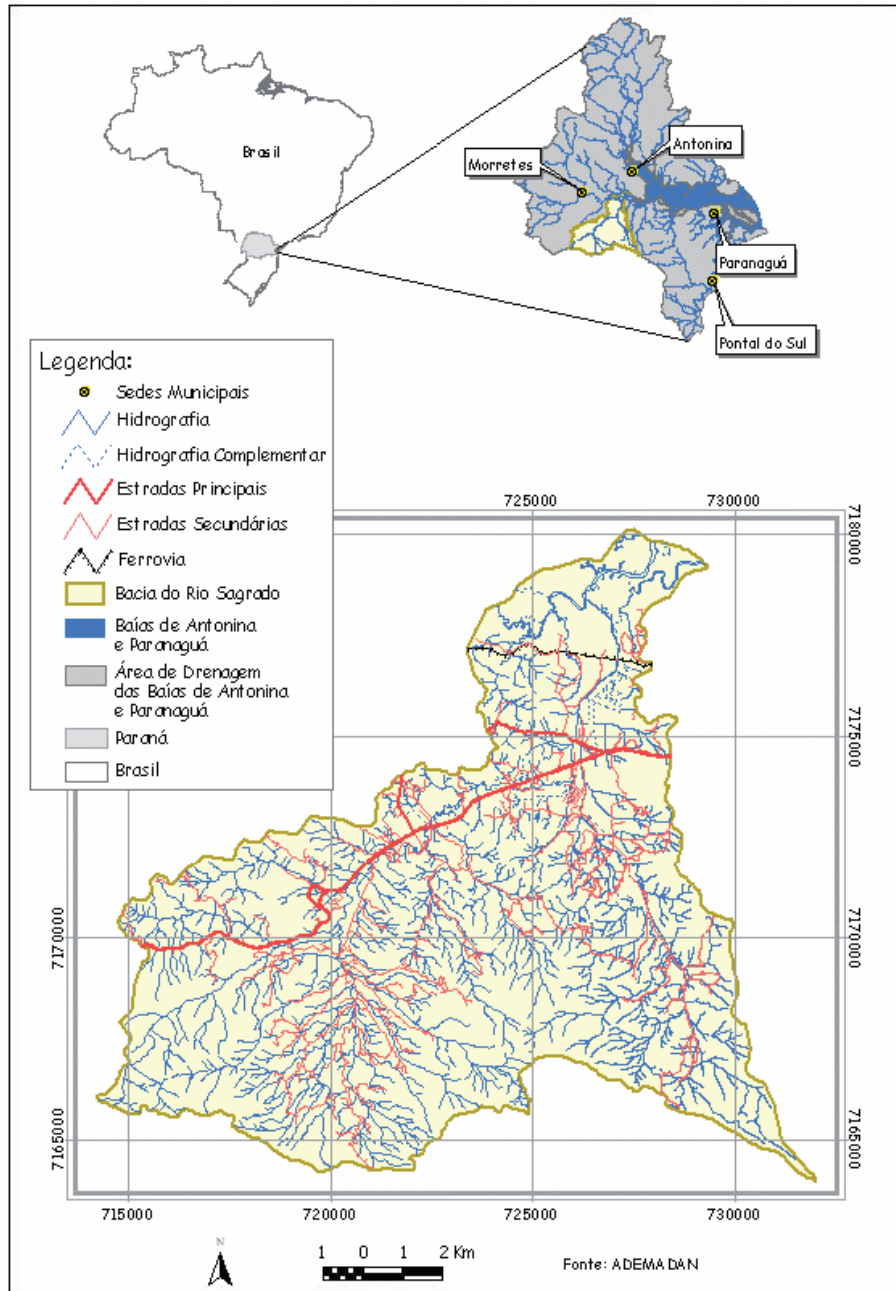 Brasil
Antonina
Morretes
Paranaguá
Pontal do Sul
Legenda:
Sedes Municipais
Hidrografia
Hidrografia Complementar
Estradas Principais
Estradas Secundárias
Ferrovia
Bacia do Rio Sagrado
Baías de Antonina
e Paranaguá
Área de Drenagem
das Baías de Antonina
e Paranaguá
Paraná
Brasil
725000
730000
7180000
7175000
7170000
7170000
7165000
7165000
715000
720000
725000
730000
N
1 0 1 2 Km
Fonte: ADEMADAN